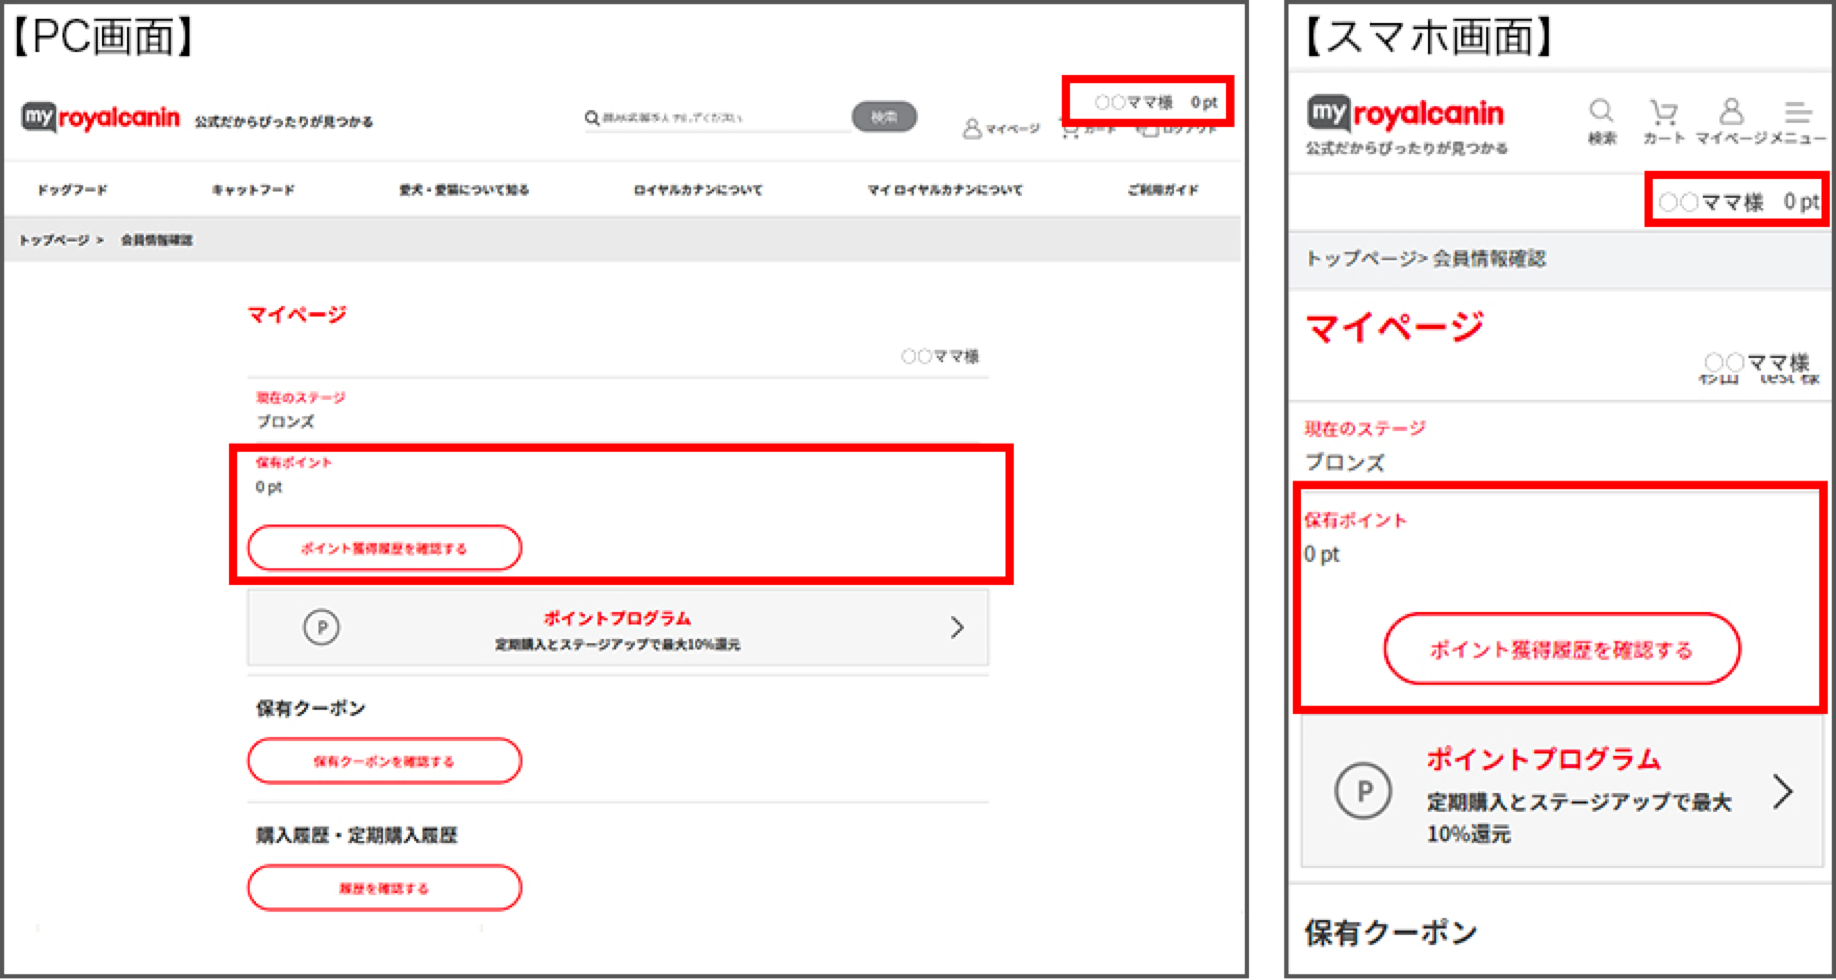 【PC画面】
my royalcanin 公式だからぴったりが見つかる
検索
○○ママ様 0 pt
マイページ カート ログアウト
ドッグフード キャットフード 愛犬・愛猫について知る ロイヤルカナンについて マイ ロイヤルカナンについて ご利用ガイド
トップページ > 会員情報確認
マイページ
○○ママ様
現在のステージ
ブロンズ
保有ポイント
0 pt
ポイント獲得履歴を確認する
P
ポイントプログラム
定期購入とステージアップで最大10%還元
保有クーポン
保有クーポンを確認する
購入履歴・定期購入履歴
履歴を確認する
【スマホ画面】
my royalcanin
公式だからぴったりが見つかる
検索 カート マイページ メニュー
○○ママ様 0 pt
トップページ> 会員情報確認
マイページ
○○ママ様
test 様
現在のステージ
ブロンズ
保有ポイント
0 pt
ポイント獲得履歴を確認する
P
ポイントプログラム
定期購入とステージアップで最大
10%還元
保有クーポン